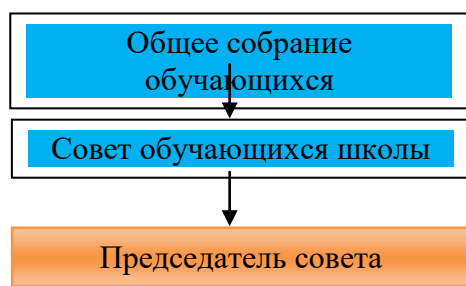 Общее собрание
обучающихся
Совет обучающихся школы
Председатель совета